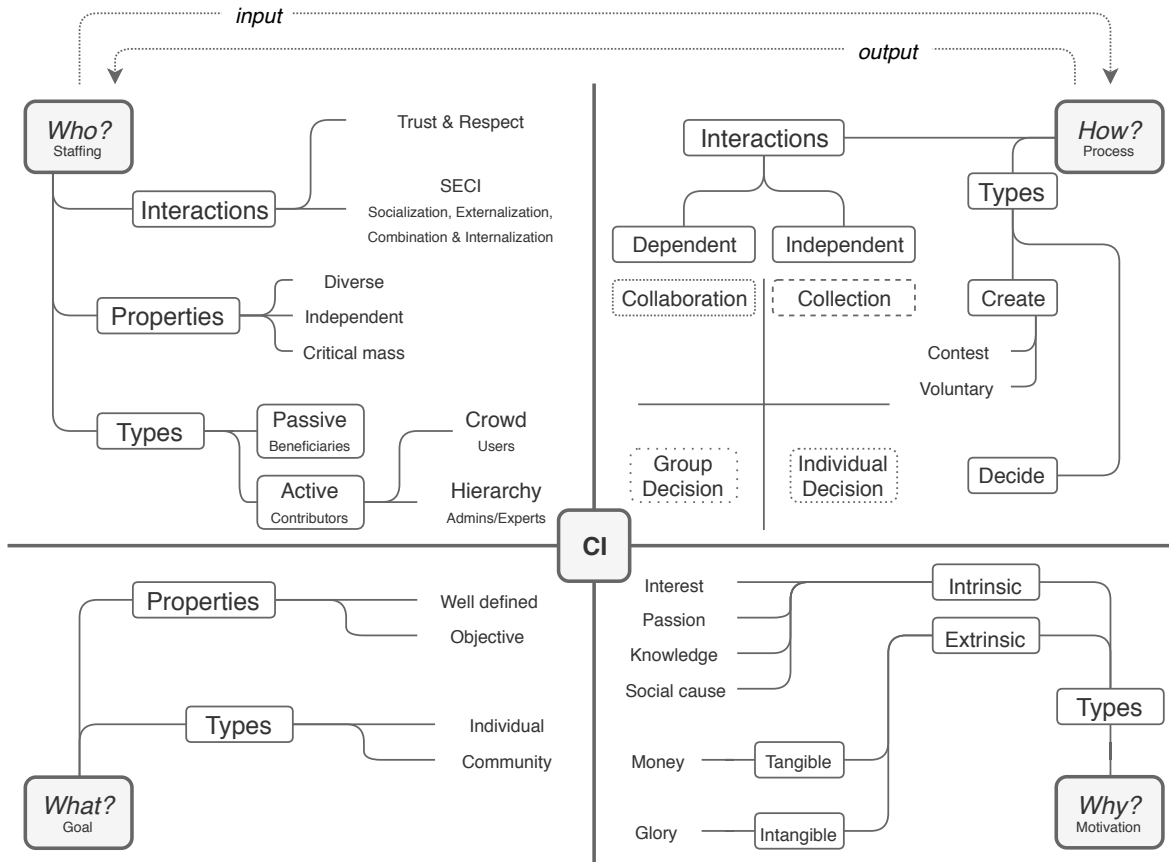 input
output
Who?
Staffing
Interactions
Trust & Respect
SECI
Socialization, Externalization,
Combination & Internalization
Properties
Diverse
Independent
Critical mass
Types
Passive
Beneficiaries
Active
Contributors
Crowd
Users
Hierarchy
Admins/Experts
How?
Process
Interactions
Types
Dependent
Independent
Collaboration
Collection
Create
Contest
Voluntary
Group
Decision
Individual
Decision
Decide
CI
Properties
Well defined
Objective
Types
Individual
Community
What?
Goal
Interest
Passion
Knowledge
Social cause
Intrinsic
Extrinsic
Types
Money
Tangible
Glory
Intangible
Why?
Motivation